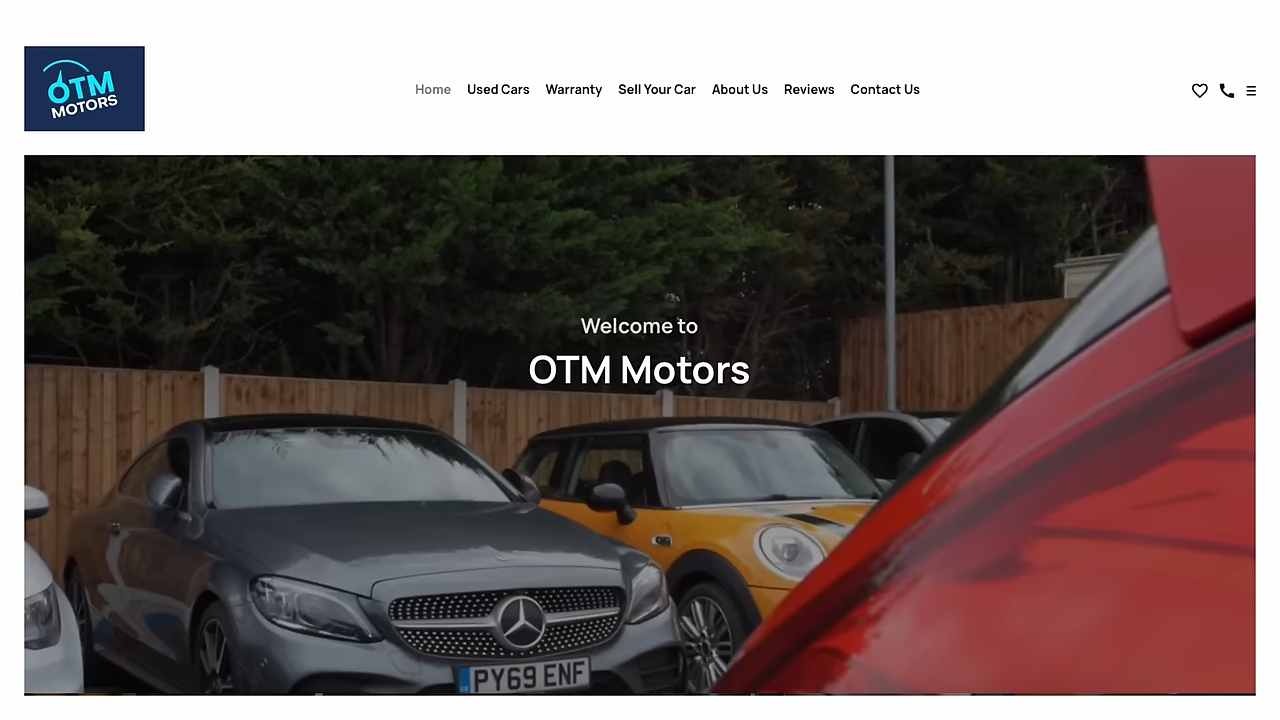 OTM
MOTORS
Home
Used Cars
Warranty
Sell Your Car
About Us
Reviews
Contact Us
Welcome to
OTM Motors
PY69 ENF